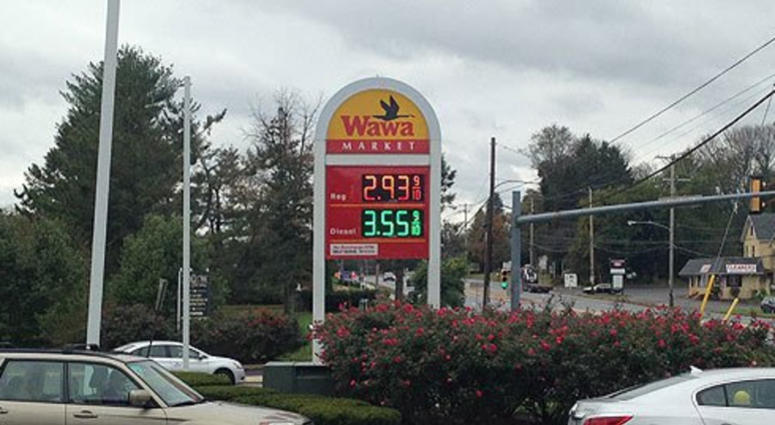 Wawa
MARKET
Reg 2.93 9/10
Diesel 3.55 9/10
CLEANERS